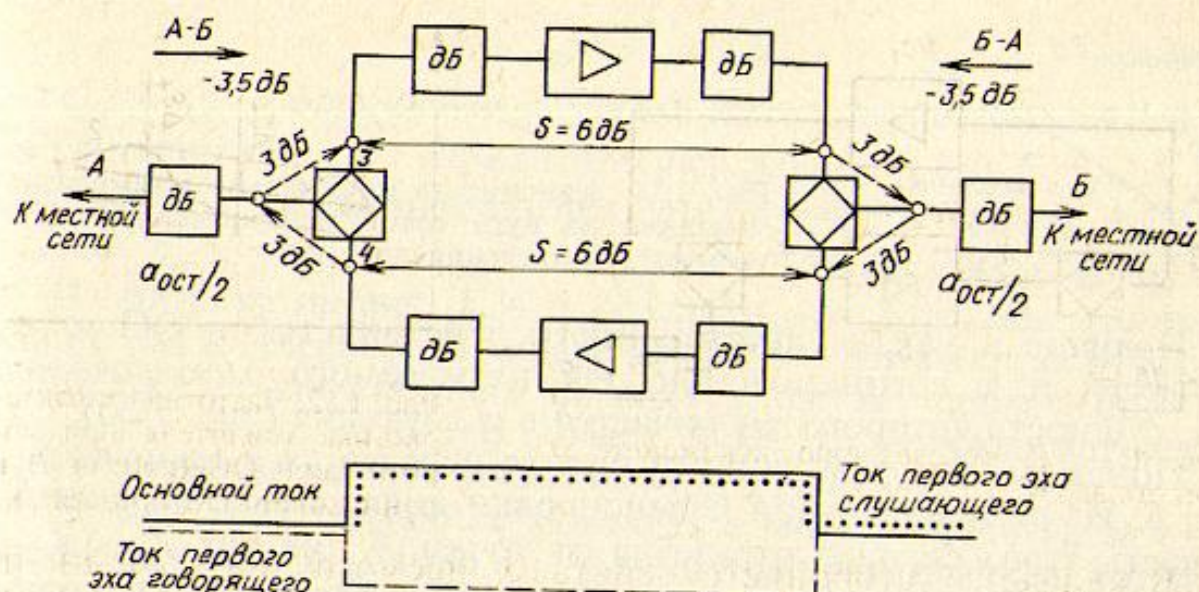 А-Б
-3,5 дБ
дБ
дБ
Б-А
-3,5 дБ
S = 6 дБ
3 дБ
3
3 дБ
А
дБ
К местной
сети
3 дБ
4
S = 6 дБ
3 дБ
дБ
Б
К местной
сети
aост/2
aост/2
дБ
дБ
Основной ток
Ток первого эха
слушающего
Ток первого
эха говорящего